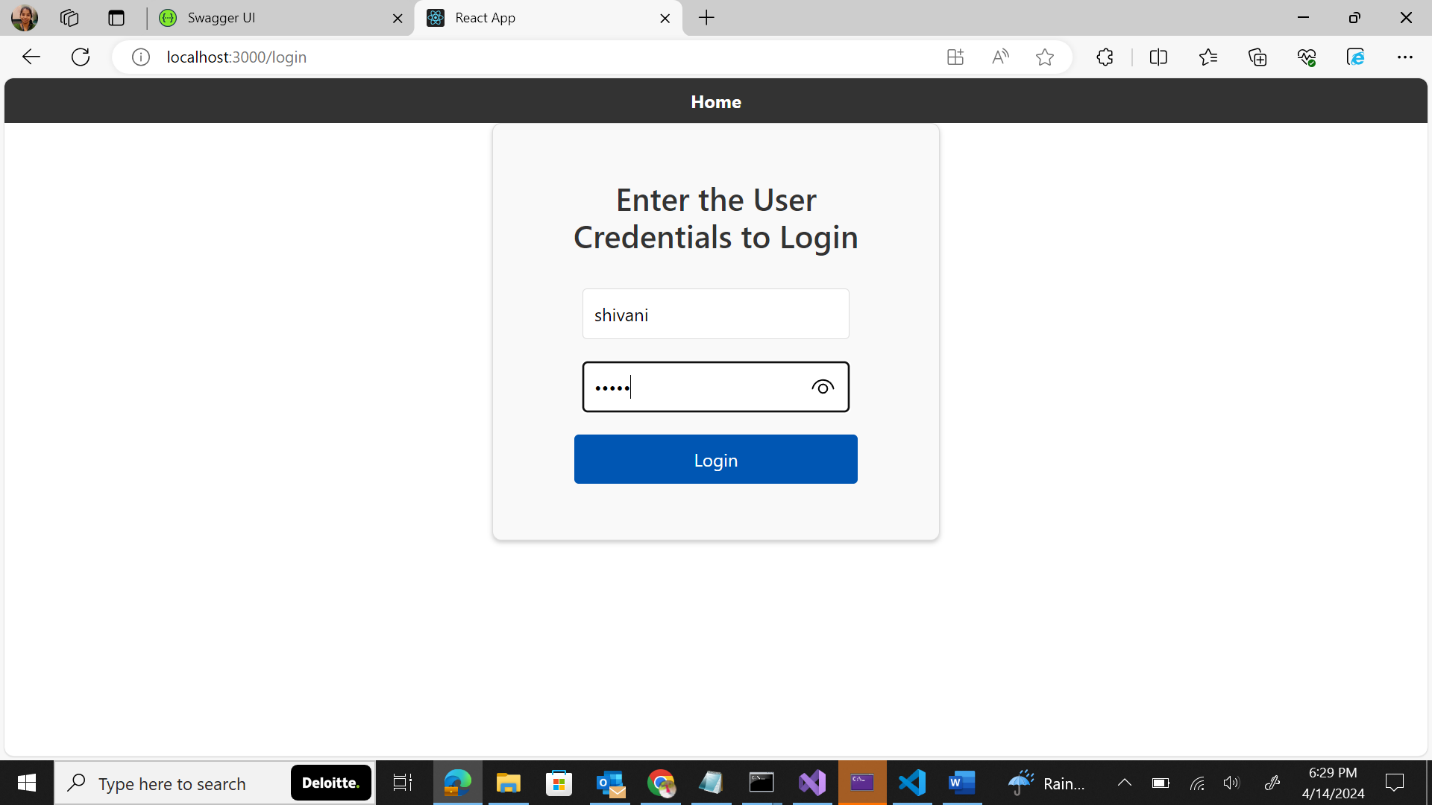 Swagger UI
React App
localhost:3000/login
Home
Enter the User
Credentials to Login
shivani
•••••
Login
Type here to search
Deloitte.
Rain...
6:29 PM
4/14/2024